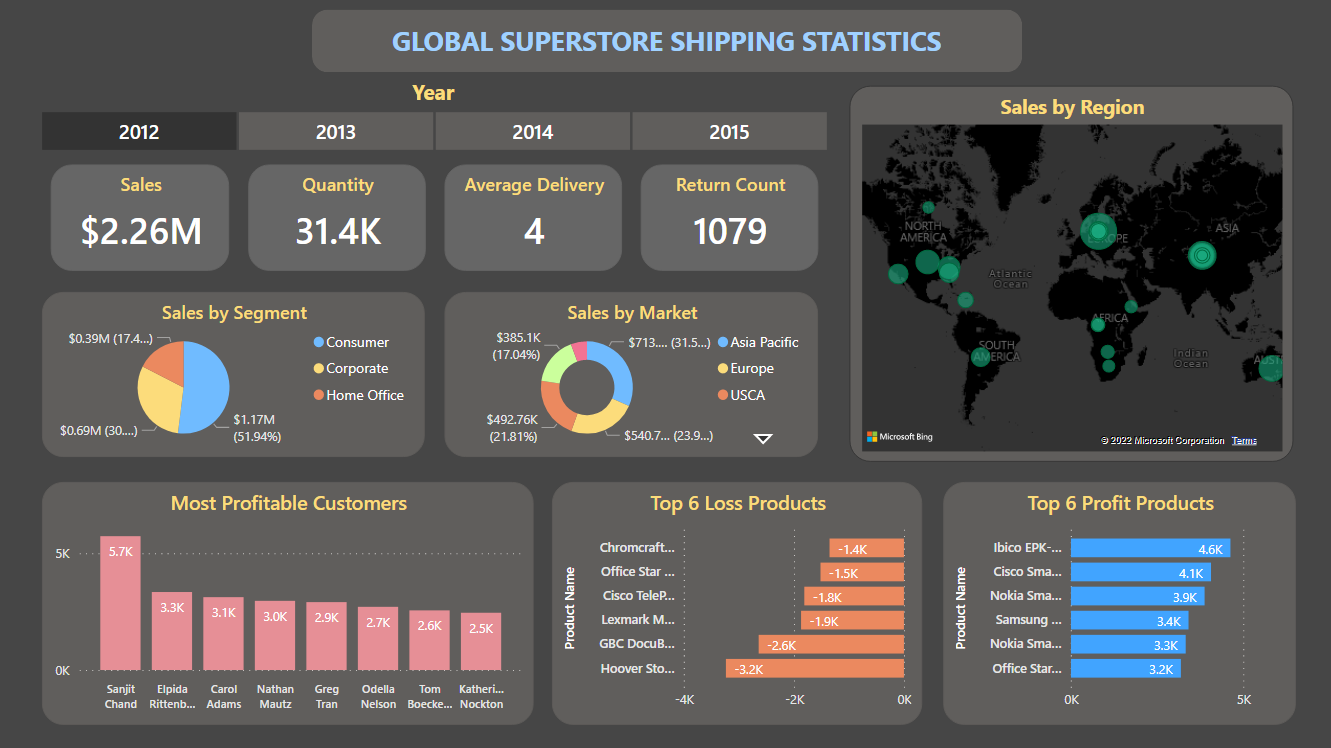 GLOBAL SUPERSTORE SHIPPING STATISTICS
Year
2012
2013
2014
2015
Sales
$2.26M
Quantity
31.4K
Average Delivery
4
Return Count
1079
Sales by Region
NORTH
AMERICA
EUROPE
ASIA
Atlantic
Ocean
AFRICA
SOUTH
AMERICA
Indian
Ocean
AUST
Microsoft Bing
© 2022 Microsoft Corporation Terms
Sales by Segment
$0.39M (17.4...)
$0.69M (30....)
$1.17M
(51.94%)
Consumer
Corporate
Home Office
Sales by Market
$385.1K
(17.04%)
$713.... (31.5...)
$492.76K
(21.81%)
$540.7... (23.9...)
Asia Pacific
Europe
USCA
Most Profitable Customers
5K
0K
5.7K
3.3K
3.1K
3.0K
2.9K
2.7K
2.6K
2.5K
Sanjit
Chand
Elpida
Rittenb...
Carol
Adams
Nathan
Mautz
Greg
Tran
Odella
Nelson
Tom
Boecke...
Katheri...
Nockton
Top 6 Loss Products
Product Name
Chromcraft...
-1.4K
Office Star ...
-1.5K
Cisco TeleP...
-1.8K
Lexmark M...
-1.9K
GBC DocuB...
-2.6K
Hoover Sto...
-3.2K
-4K
-2K
0K
Top 6 Profit Products
Product Name
Ibico EPK-...
4.6K
Cisco Sma...
4.1K
Nokia Sma...
3.9K
Samsung ...
3.4K
Nokia Sma...
3.3K
Office Star...
3.2K
0K
5K